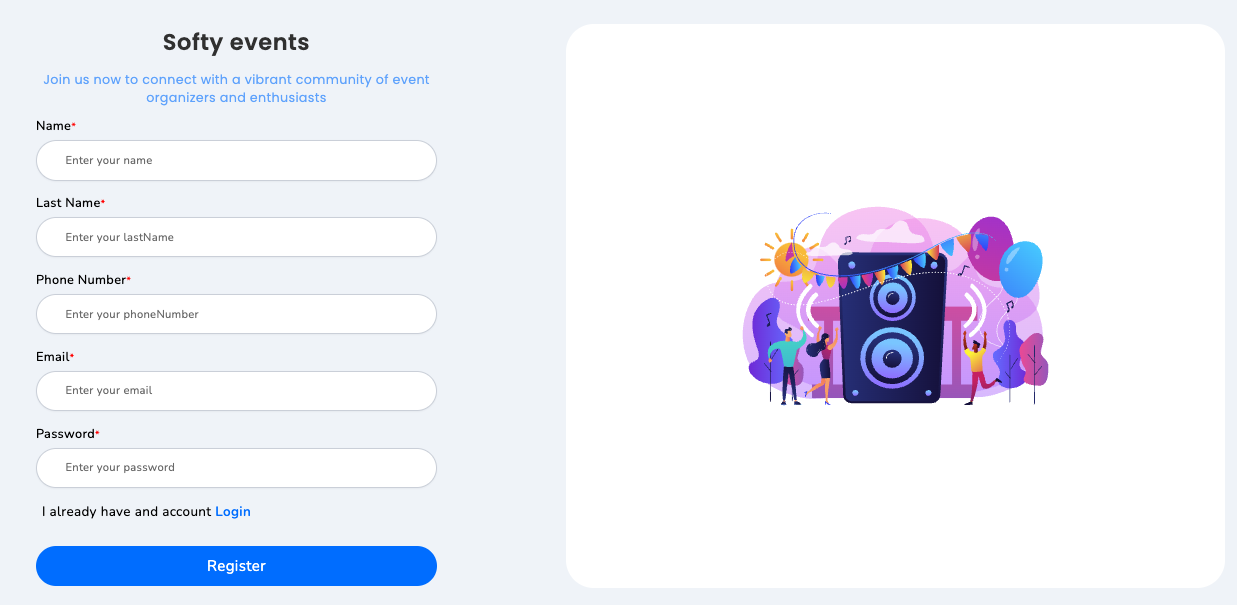 Softy events
Join us now to connect with a vibrant community of event
organizers and enthusiasts
Name*
Enter your name
Last Name*
Enter your lastName
Phone Number*
Enter your phoneNumber
Email*
Enter your email
Password*
Enter your password
I already have and account Login
Register